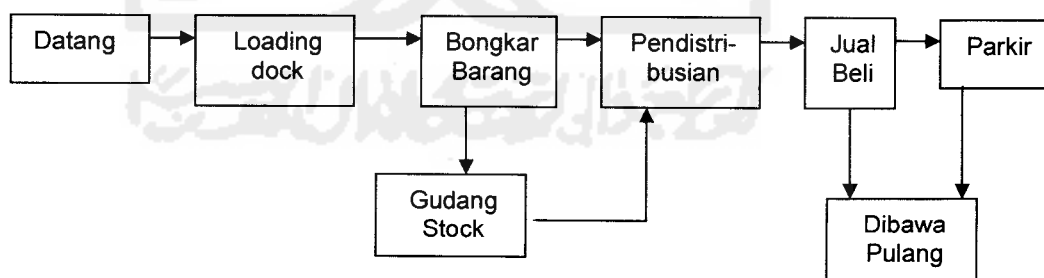 Datang
Loading
dock
Bongkar
Barang
Pendistri-
busian
Jual
Beli
Parkir
Gudang
Stock
Dibawa
Pulang